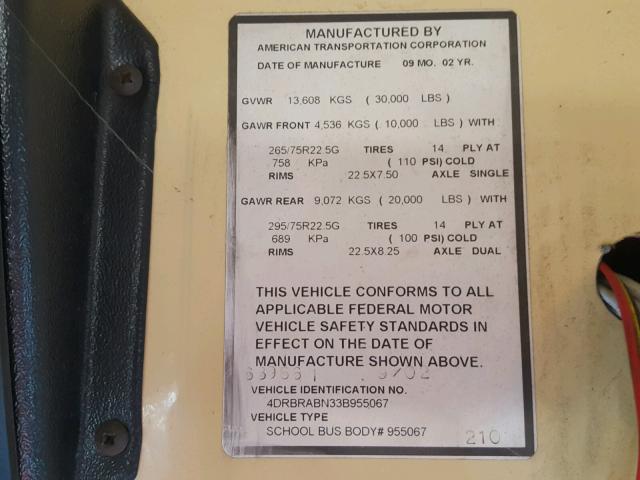 MANUFACTURED BY
AMERICAN TRANSPORTATION CORPORATION
DATE OF MANUFACTURE 09 MO. 02 YR.
GVWR 13,608 KGS ( 30,000 LBS )
GAWR FRONT 4,536 KGS ( 10,000 LBS ) WITH
265/75R22.5G TIRES 14 PLY AT
758 KPa ( 110 PSI) COLD
RIMS 22.5X7.50 AXLE SINGLE
GAWR REAR 9,072 KGS ( 20,000 LBS ) WITH
295/75R22.5G TIRES 14 PLY AT
689 KPa ( 100 PSI) COLD
RIMS 22.5X8.25 AXLE DUAL
THIS VEHICLE CONFORMS TO ALL
APPLICABLE FEDERAL MOTOR
VEHICLE SAFETY STANDARDS IN
EFFECT ON THE DATE OF
MANUFACTURE SHOWN ABOVE.
9/02
VEHICLE IDENTIFICATION NO.
4DRBRABN33B955067
VEHICLE TYPE
SCHOOL BUS BODY# 955067
210